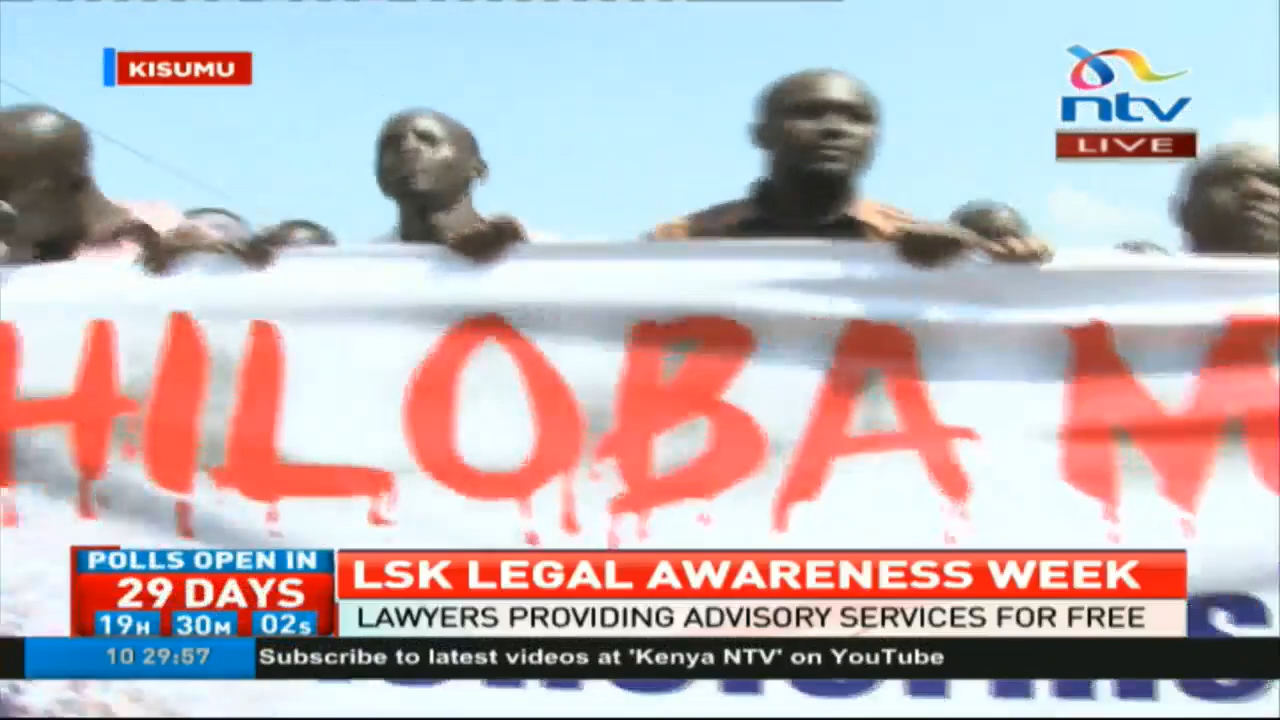 KISUMU
ntv
LIVE
HILOBA M
POLLS OPEN IN
29 DAYS
19H 30M 02S
LSK LEGAL AWARENESS WEEK
LAWYERS PROVIDING ADVISORY SERVICES FOR FREE
10 29:57
Subscribe to latest videos at 'Kenya NTV' on YouTube